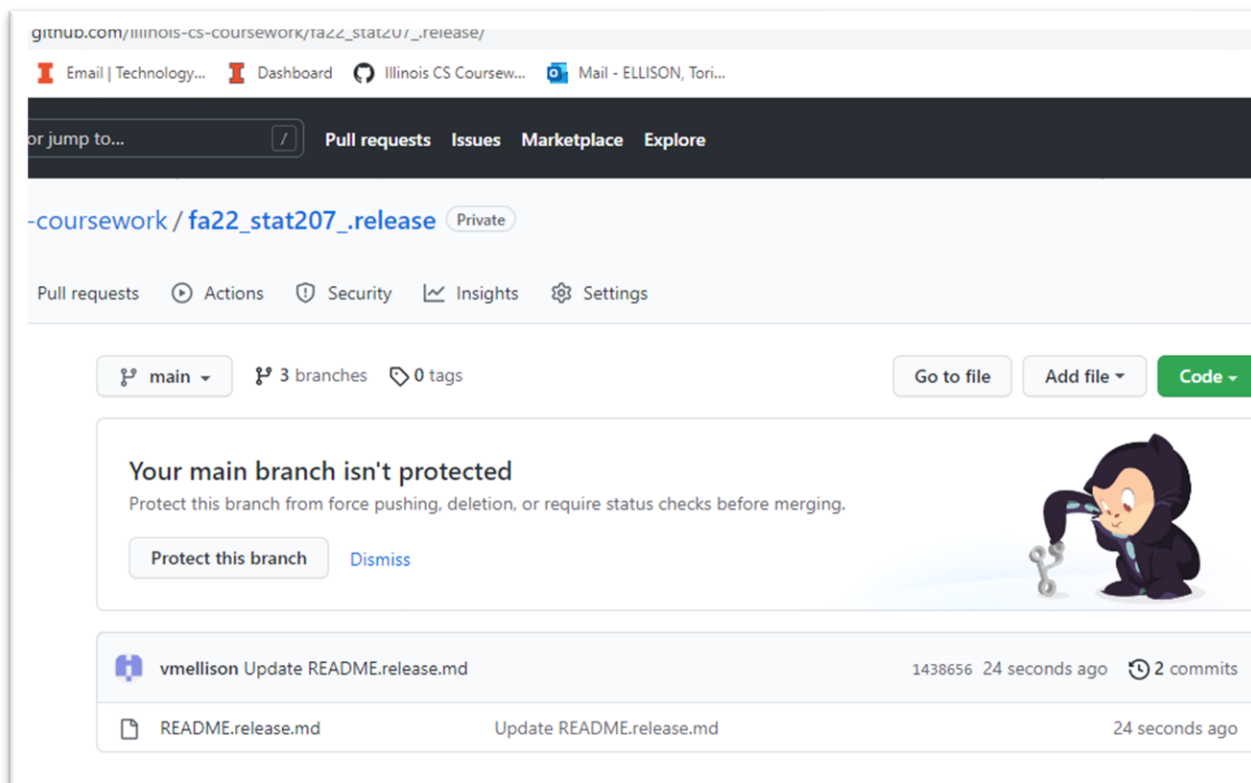 github.com/illinois-cs-coursework/fa22_stat207_.release/
Email | Technology... Dashboard Illinois CS Coursew... Mail - ELLISON, Tori...
or jump to... / Pull requests Issues Marketplace Explore
-coursework / fa22_stat207_.release Private
Pull requests Actions Security Insights Settings
main 3 branches 0 tags Go to file Add file Code
Your main branch isn't protected
Protect this branch from force pushing, deletion, or require status checks before merging.
Protect this branch Dismiss
vmellison Update README.release.md 1438656 24 seconds ago 2 commits
README.release.md Update README.release.md 24 seconds ago